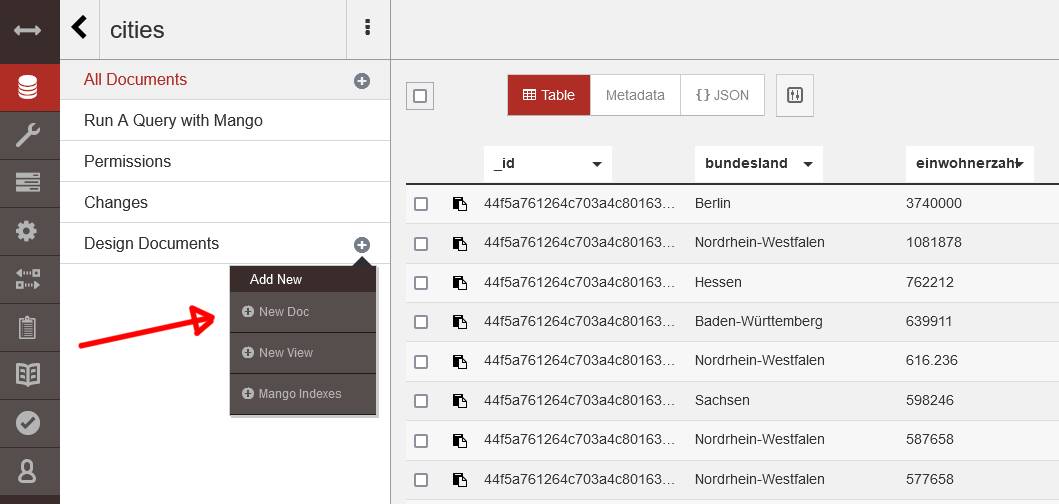 cities
All Documents
Run A Query with Mango
Permissions
Changes
Design Documents
Add New
New Doc
New View
Mango Indexes
Table Metadata {} JSON
_id bundesland einwohnerzahl
44f5a761264c703a4c80163... Berlin 3740000
44f5a761264c703a4c80163... Nordrhein-Westfalen 1081878
44f5a761264c703a4c80163... Hessen 762212
44f5a761264c703a4c80163... Baden-Württemberg 639911
44f5a761264c703a4c80163... Nordrhein-Westfalen 616.236
44f5a761264c703a4c80163... Sachsen 598246
44f5a761264c703a4c80163... Nordrhein-Westfalen 587658
44f5a761264c703a4c80163... Nordrhein-Westfalen 577658